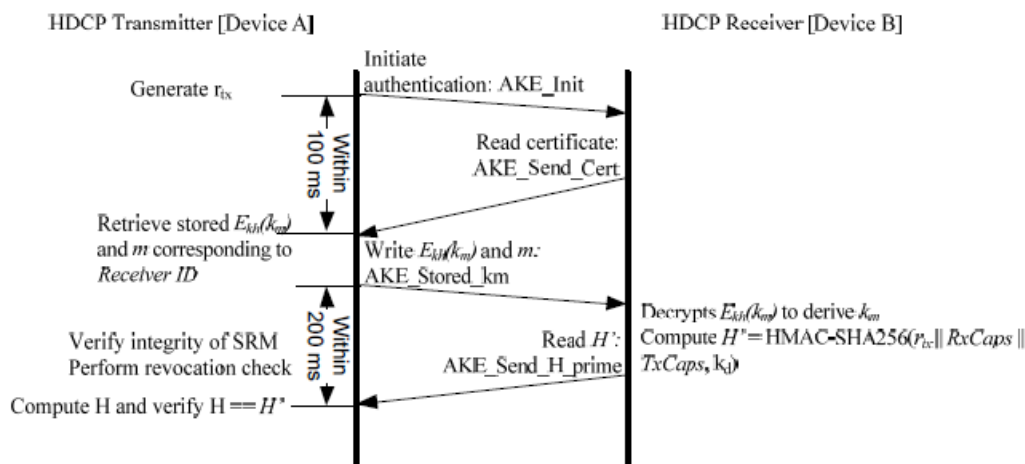 HDCP Transmitter [Device A]
HDCP Receiver [Device B]
Initiate
authentication: AKE_Init
Generate rtx
Within
100 ms
Read certificate:
AKE_Send_Cert
Retrieve stored Ekh(km)
and m corresponding to
Receiver ID
Write Ekh(km) and m:
AKE_Stored_km
Decrypts Ekh(km) to derive km
Compute H'=HMAC-SHA256(rtx|| RxCaps ||
TxCaps, kd)
Within
200 ms
Verify integrity of SRM
Perform revocation check
Read H':
AKE_Send_H_prime
Compute H and verify H == H'